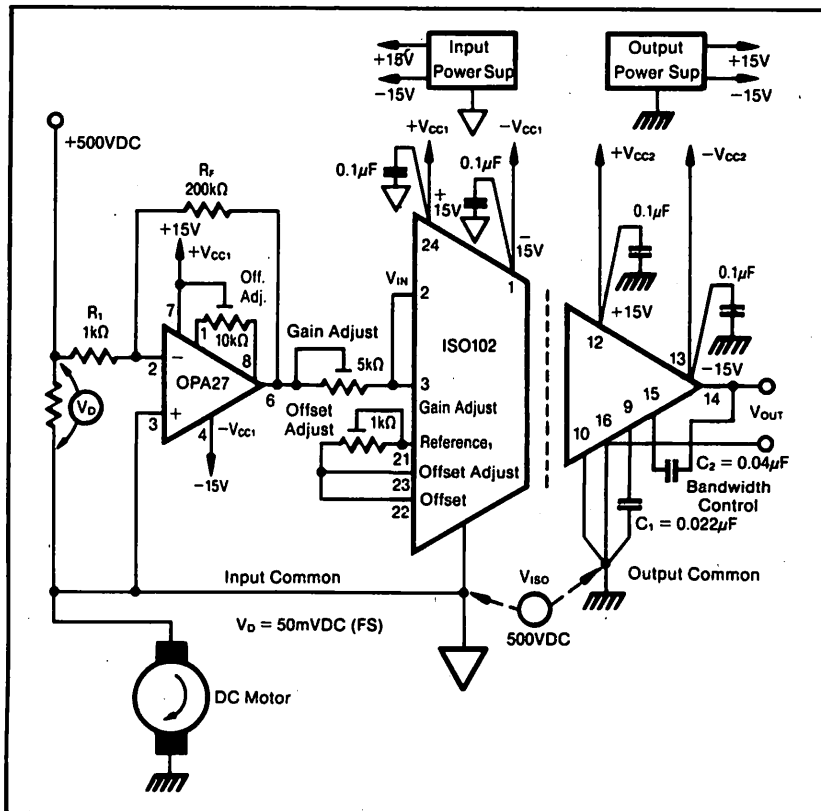 Input
Power Sup
+15V
−15V
Output
Power Sup
+15V
−15V
+500VDC
+VCC1
−VCC1
+VCC2
−VCC2
RF
200kΩ
0.1µF
0.1µF
0.1µF
0.1µF
+15V
+VCC1
+
15V
−
15V
24
1
Off.
Adj.
7
1
10kΩ
8
R1
1kΩ
2
−
OPA27
+
3
4
6
−VCC1
−15V
VD
Gain Adjust
5kΩ
Offset
Adjust
1kΩ
VIN
2
ISO102
3
Gain Adjust
Reference1
21
Offset Adjust
23
Offset
22
+15V
12
13
−15V
14
15
9
16
10
VOUT
C2 = 0.04µF
Bandwidth
Control
C1 = 0.022µF
Input Common
VISO
Output Common
500VDC
VD = 50mVDC (FS)
DC Motor